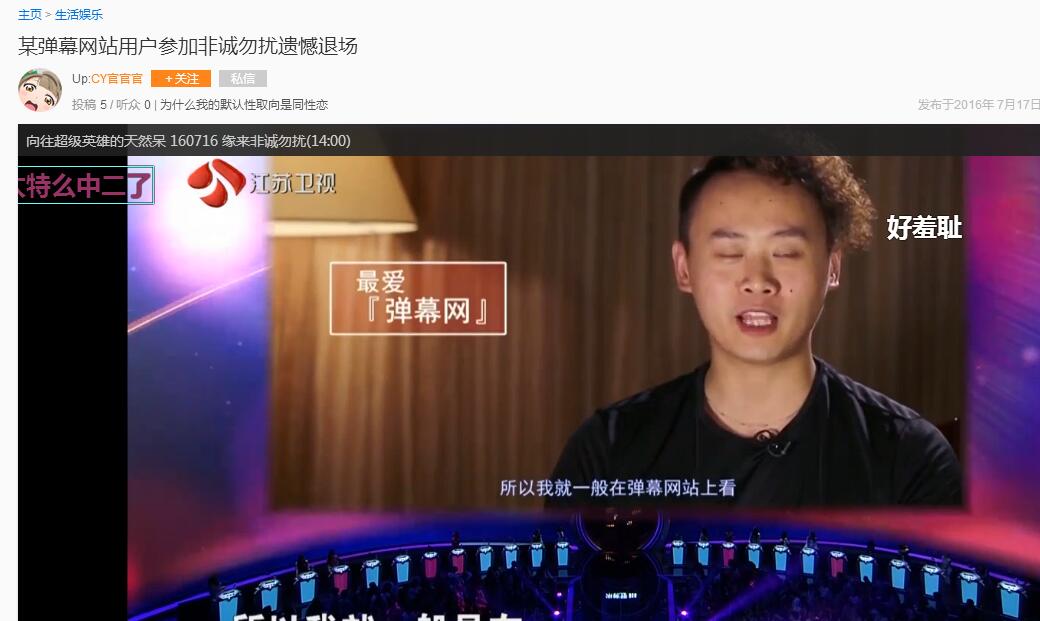 主页 > 生活娱乐
某弹幕网站用户参加非诚勿扰遗憾退场
Up:CY官官官 + 关注 私信
投稿 5 / 听众 0 | 为什么我的默认性取向是同性恋
发布于2016年 7月17日
向往超级英雄的天然呆 160716 缘来非诚勿扰(14:00)
特么中二了
江苏卫视
好羞耻
最爱
『弹幕网』
所以我就一般在弹幕网站上看